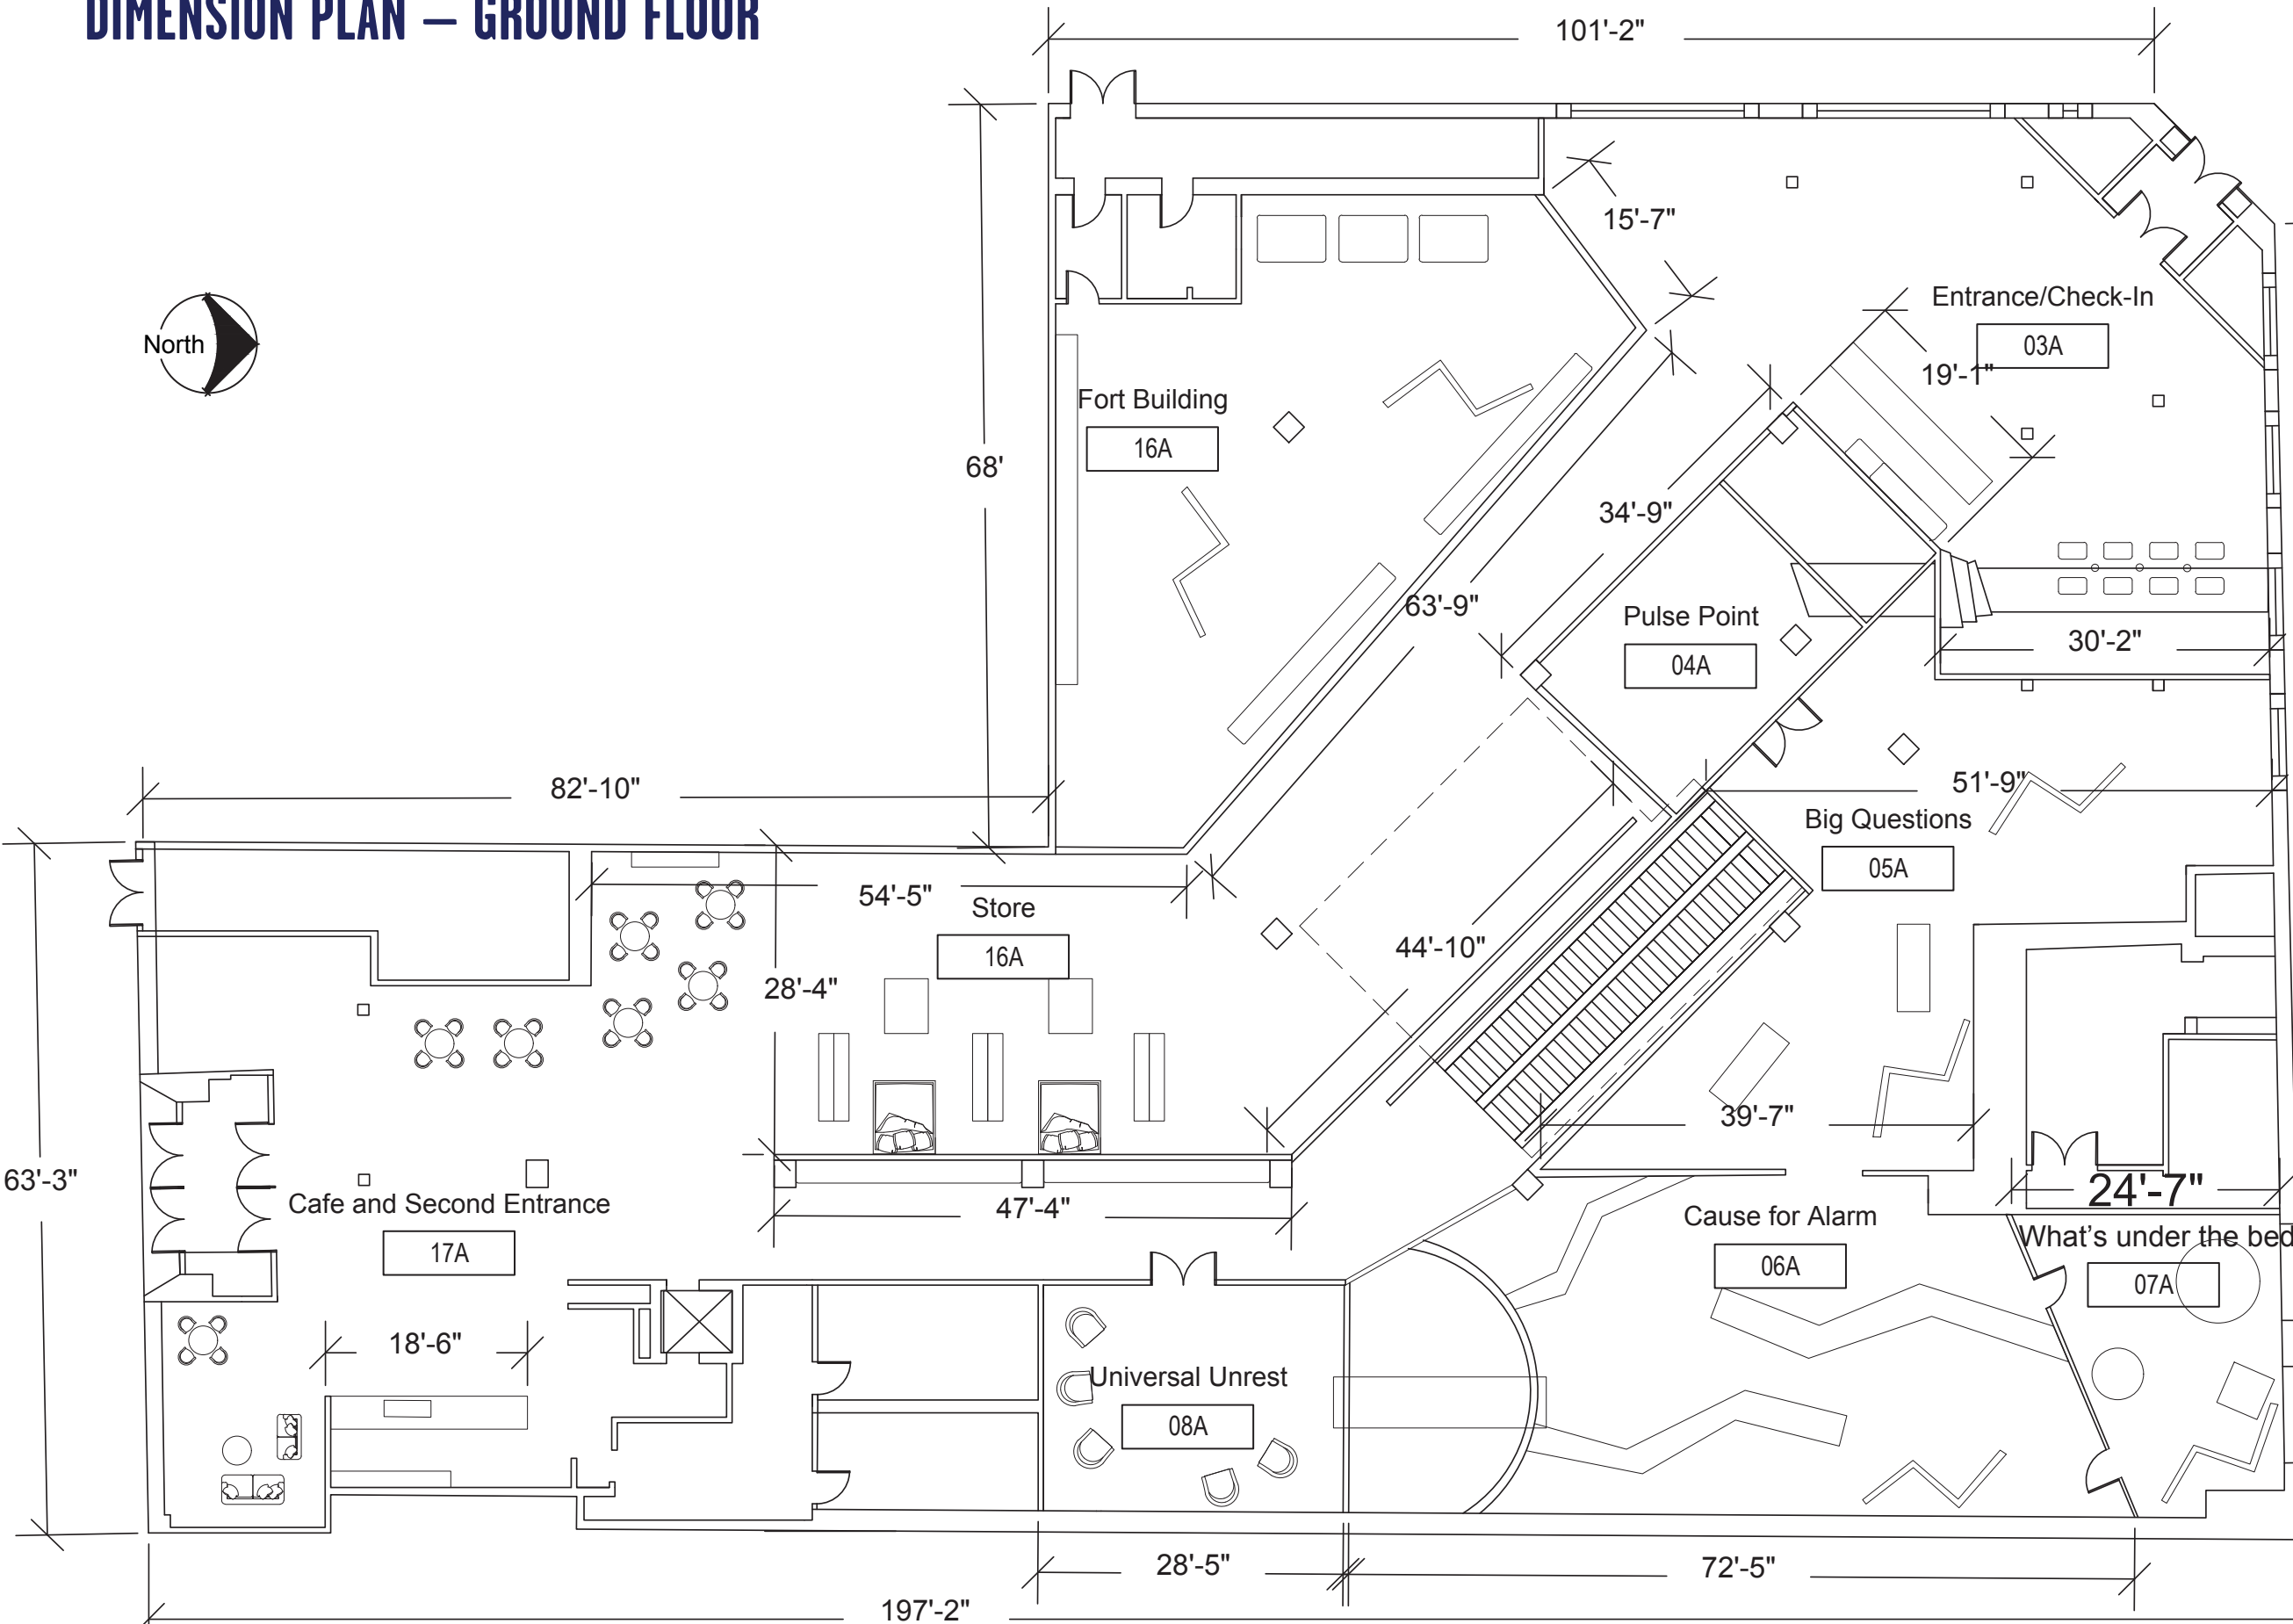 DIMENSION PLAN — GROUND FLOOR
101'-2"
15'-7"
North
Entrance/Check-In
03A
19'-1"
Fort Building
16A
68'
34'-9"
63'-9"
Pulse Point
04A
30'-2"
82'-10"
51'-9"
Big Questions
05A
54'-5"
Store
16A
44'-10"
28'-4"
39'-7"
63'-3"
Cafe and Second Entrance
17A
47'-4"
24'-7"
Cause for Alarm
06A
What’s under the bed
07A
18'-6"
Universal Unrest
08A
28'-5"
72'-5"
197'-2"